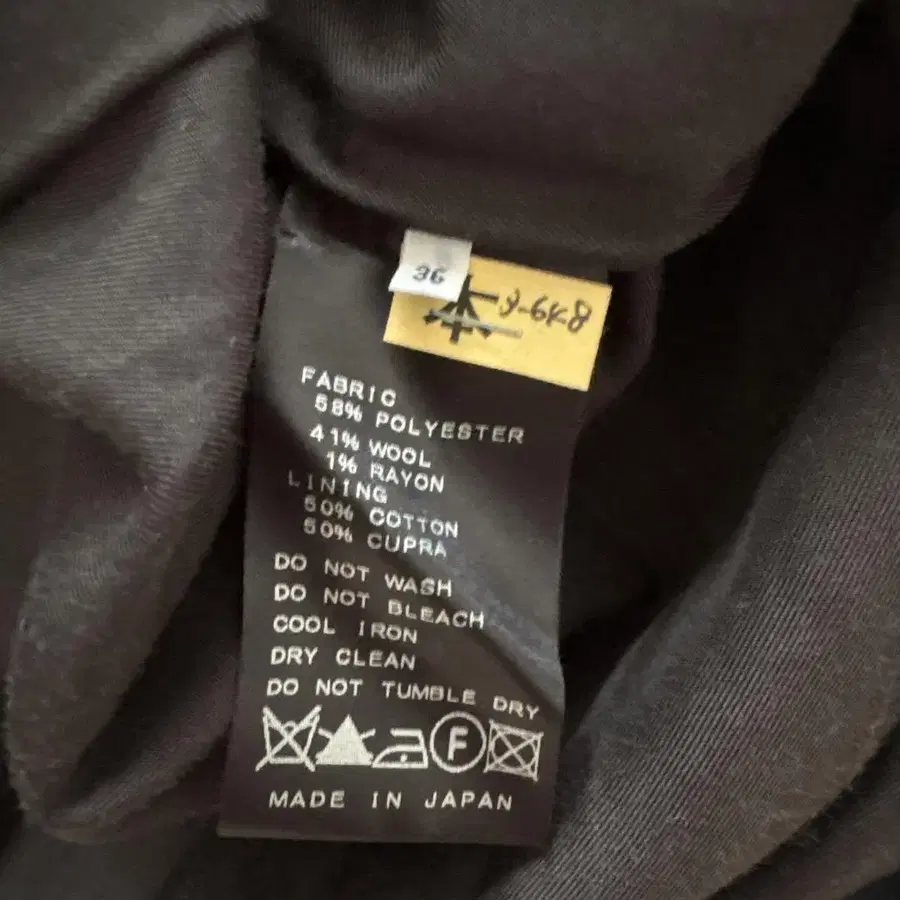 36
FABRIC
58% POLYESTER
41% WOOL
1% RAYON
LINING
50% COTTON
50% CUPRA
DO NOT WASH
DO NOT BLEACH
COOL IRON
DRY CLEAN
DO NOT TUMBLE DRY
F
MADE IN JAPAN